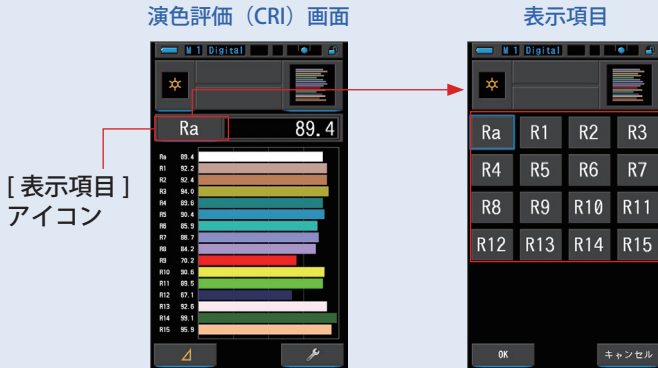 演色評価（CRI）画面
表示項目
M 1 Digital
Ra 89.4
[ 表示項目 ]
アイコン
Ra 89.4
R1 92.2
R2 92.4
R3 94.0
R4 89.6
R5 90.4
R6 85.9
R7 86.7
R8 84.2
R9 70.2
R10 90.6
R11 89.5
R12 67.1
R13 92.6
R14 99.1
R15 95.9
M 1 Digital
Ra R1 R2 R3
R4 R5 R6 R7
R8 R9 R10 R11
R12 R13 R14 R15
OK キャンセル